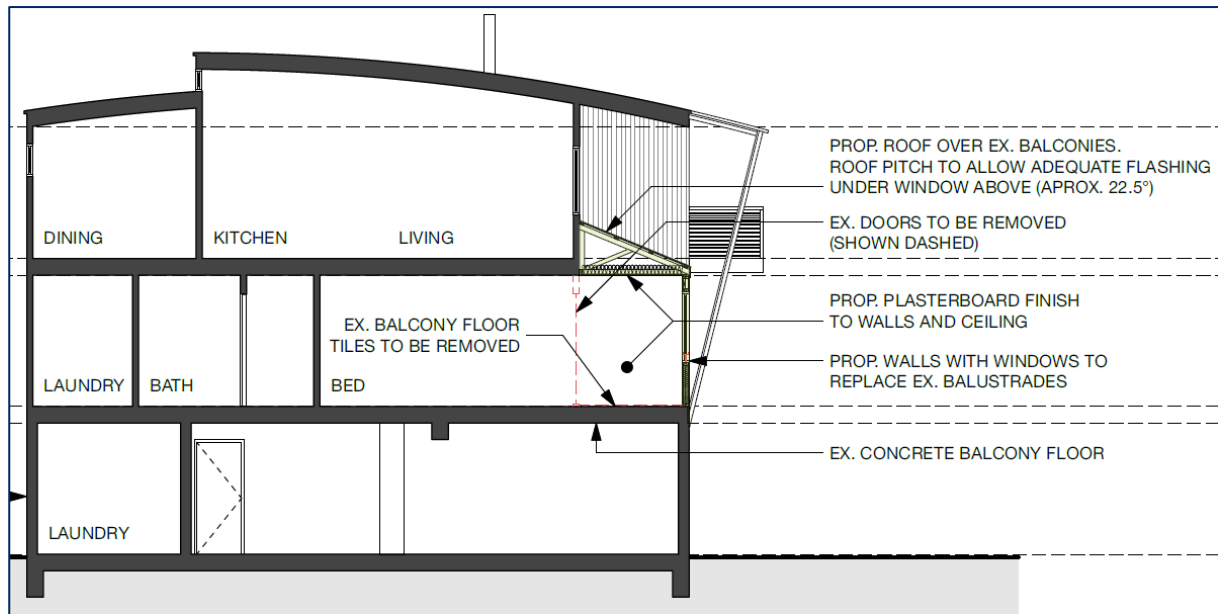 PROP. ROOF OVER EX. BALCONIES.
ROOF PITCH TO ALLOW ADEQUATE FLASHING
UNDER WINDOW ABOVE (APROX. 22.5°)
DINING
KITCHEN
LIVING
EX. DOORS TO BE REMOVED
(SHOWN DASHED)
PROP. PLASTERBOARD FINISH
TO WALLS AND CEILING
EX. BALCONY FLOOR
TILES TO BE REMOVED
PROP. WALLS WITH WINDOWS TO
REPLACE EX. BALUSTRADES
LAUNDRY
BATH
BED
EX. CONCRETE BALCONY FLOOR
LAUNDRY